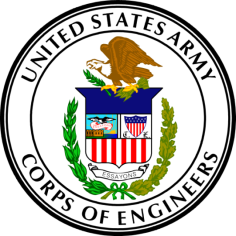 UNITED STATES ARMY
ESSAYONS
CORPS OF ENGINEERS